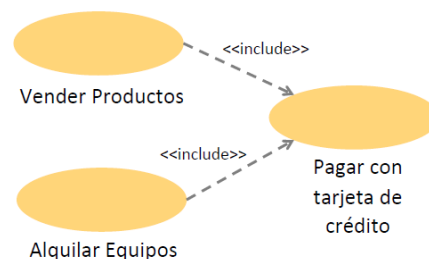 <<include>>
Vender Productos
<<include>>
Pagar con
tarjeta de
crédito
Alquilar Equipos